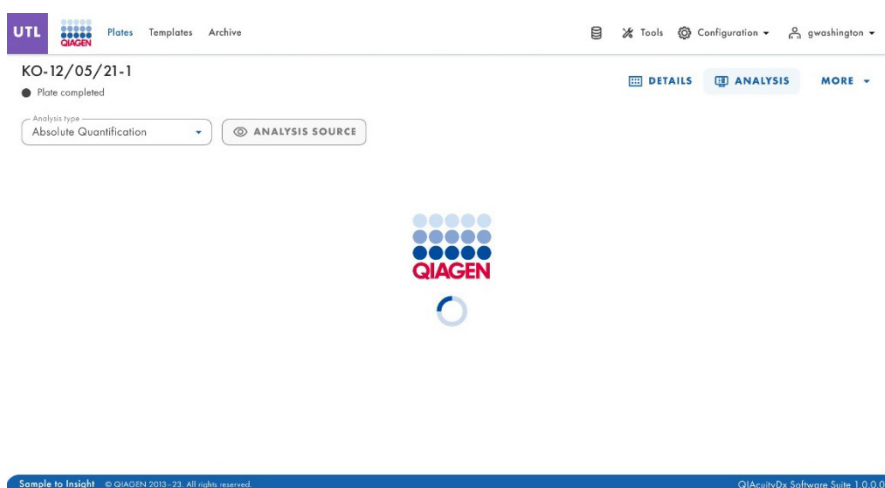 UTL QIAGEN Plates Templates Archive Tools Configuration gwashington
KO-12/05/21-1
Plate completed
DETAILS ANALYSIS MORE
Analysis type
Absolute Quantification ANALYSIS SOURCE
QIAGEN
Sample to Insight © QIAGEN 2013-23. All rights reserved. QIAcuityDx Software Suite 1.0.0.0